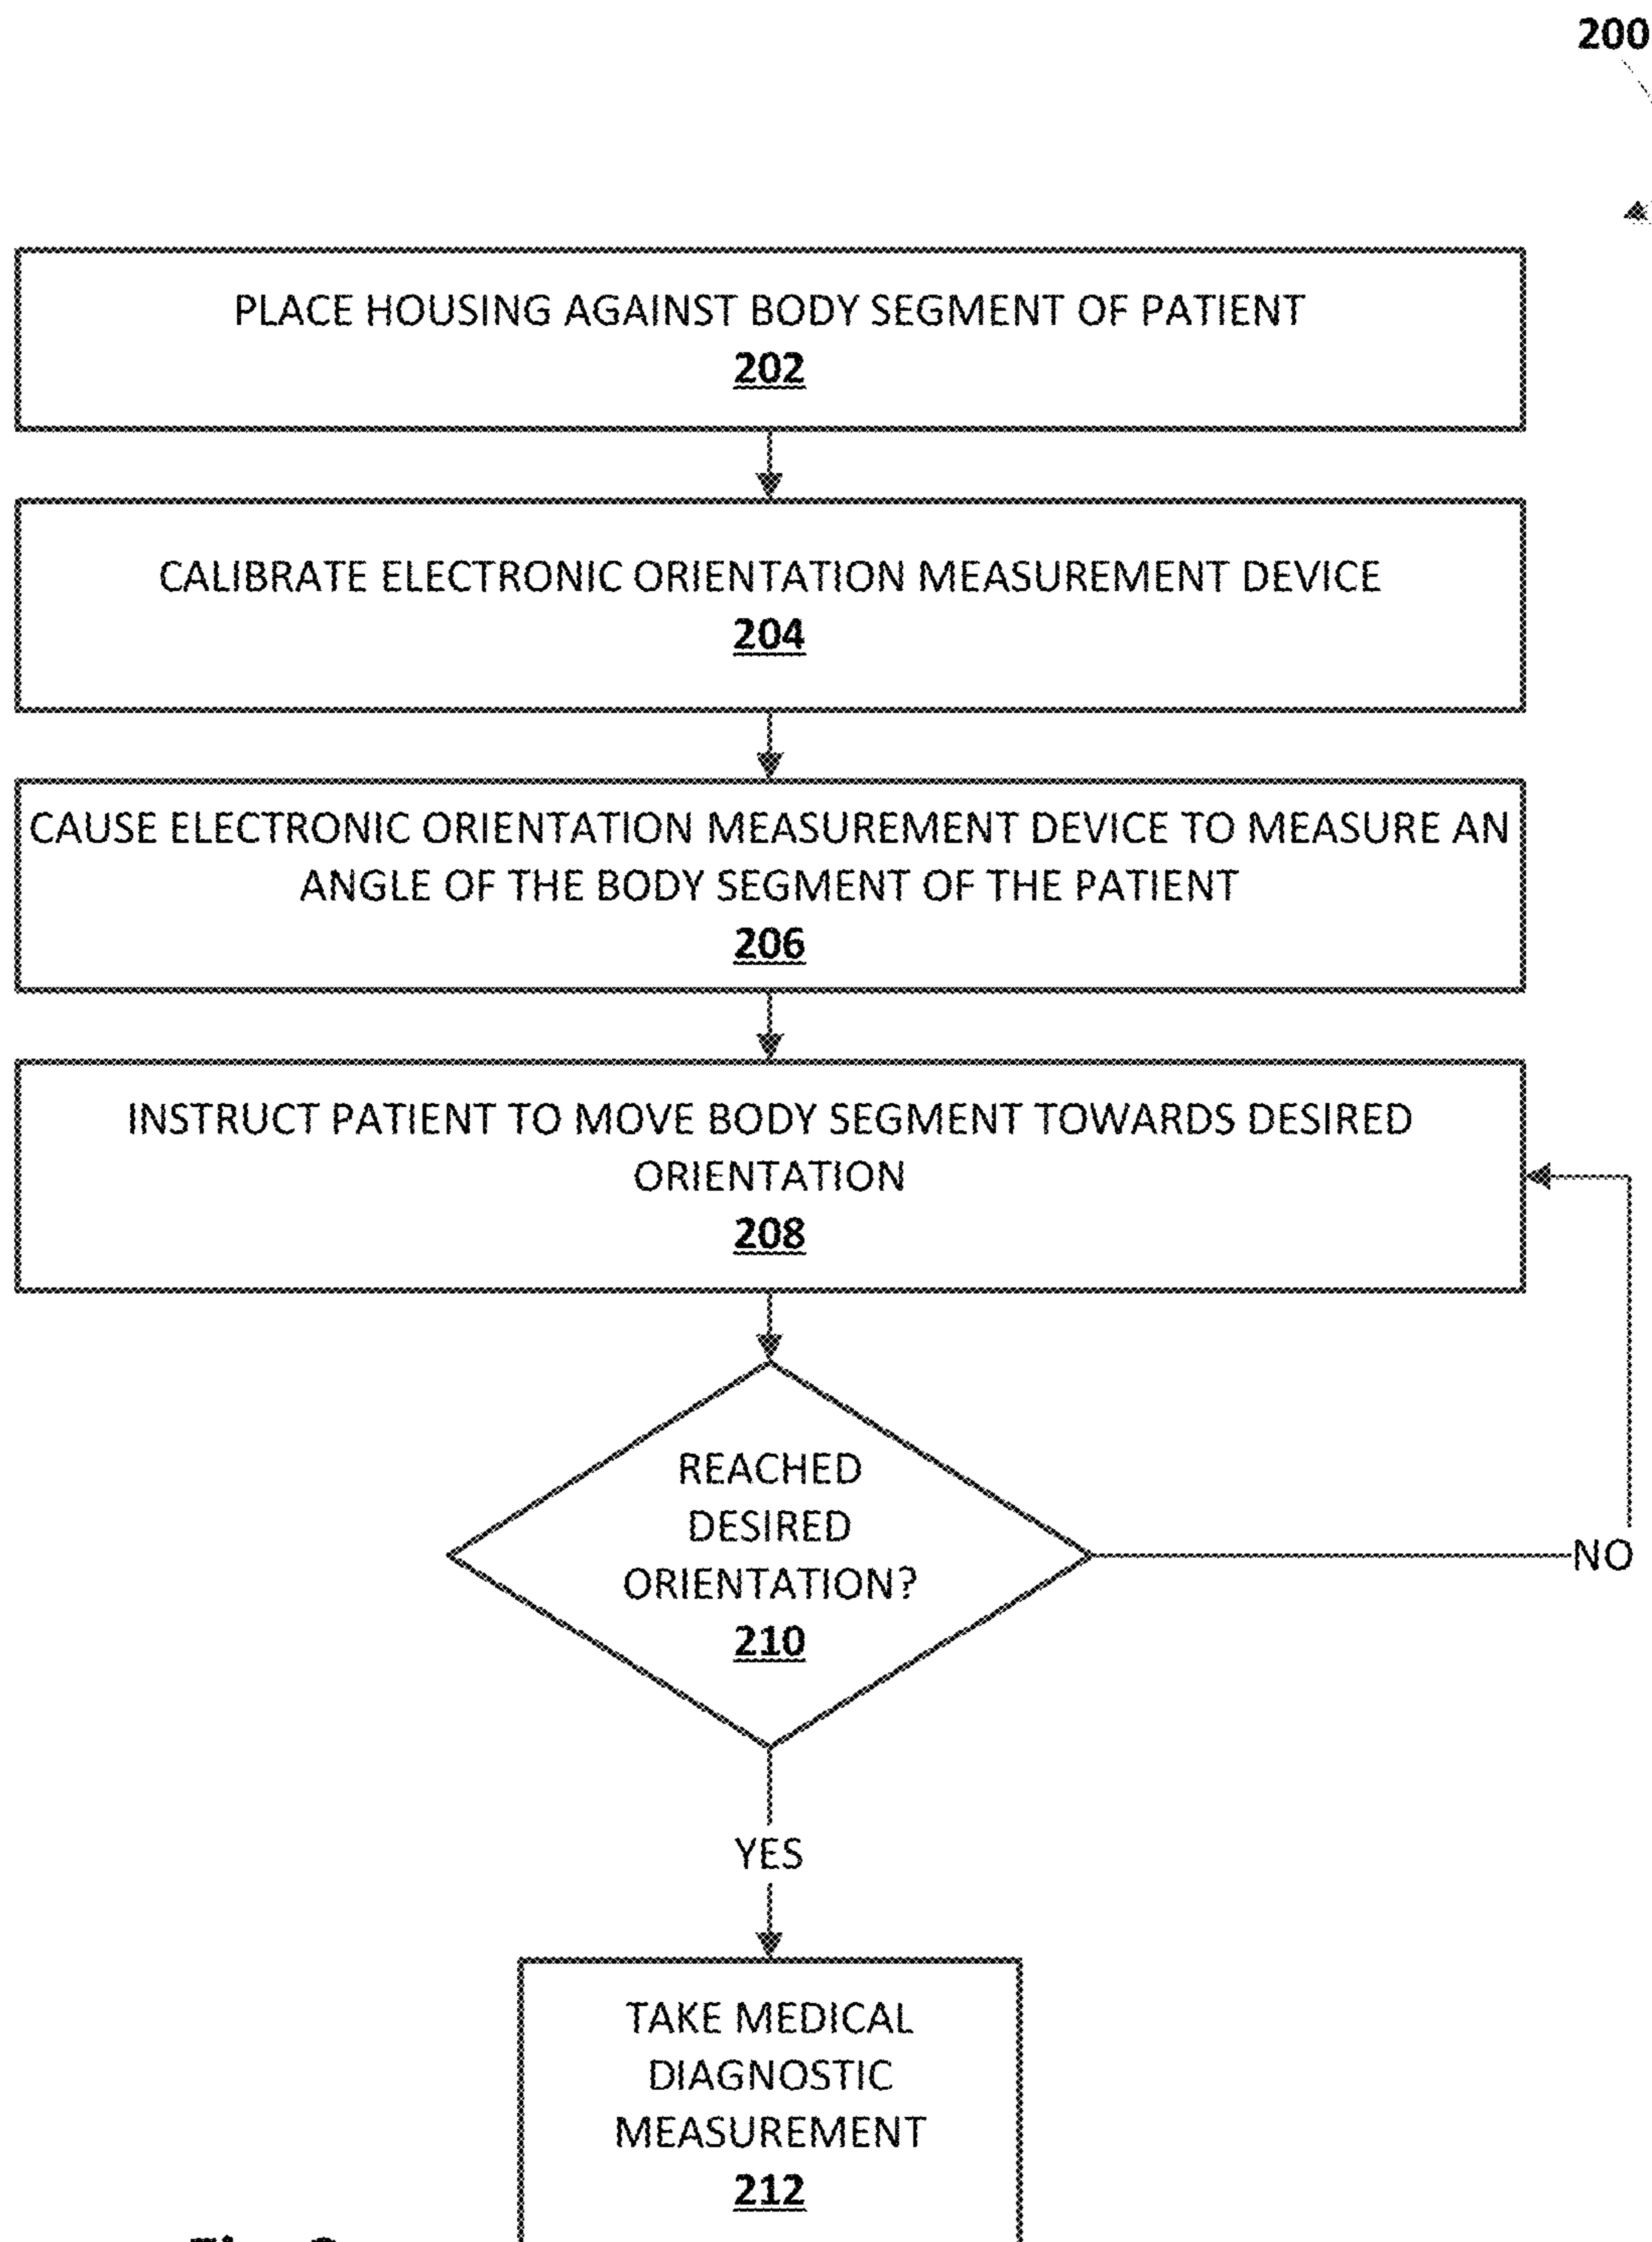 200
PLACE HOUSING AGAINST BODY SEGMENT OF PATIENT
202
CALIBRATE ELECTRONIC ORIENTATION MEASUREMENT DEVICE
204
CAUSE ELECTRONIC ORIENTATION MEASUREMENT DEVICE TO MEASURE AN
ANGLE OF THE BODY SEGMENT OF THE PATIENT
206
INSTRUCT PATIENT TO MOVE BODY SEGMENT TOWARDS DESIRED
ORIENTATION
208
REACHED
DESIRED
ORIENTATION?
210
NO
YES
TAKE MEDICAL
DIAGNOSTIC
MEASUREMENT
212